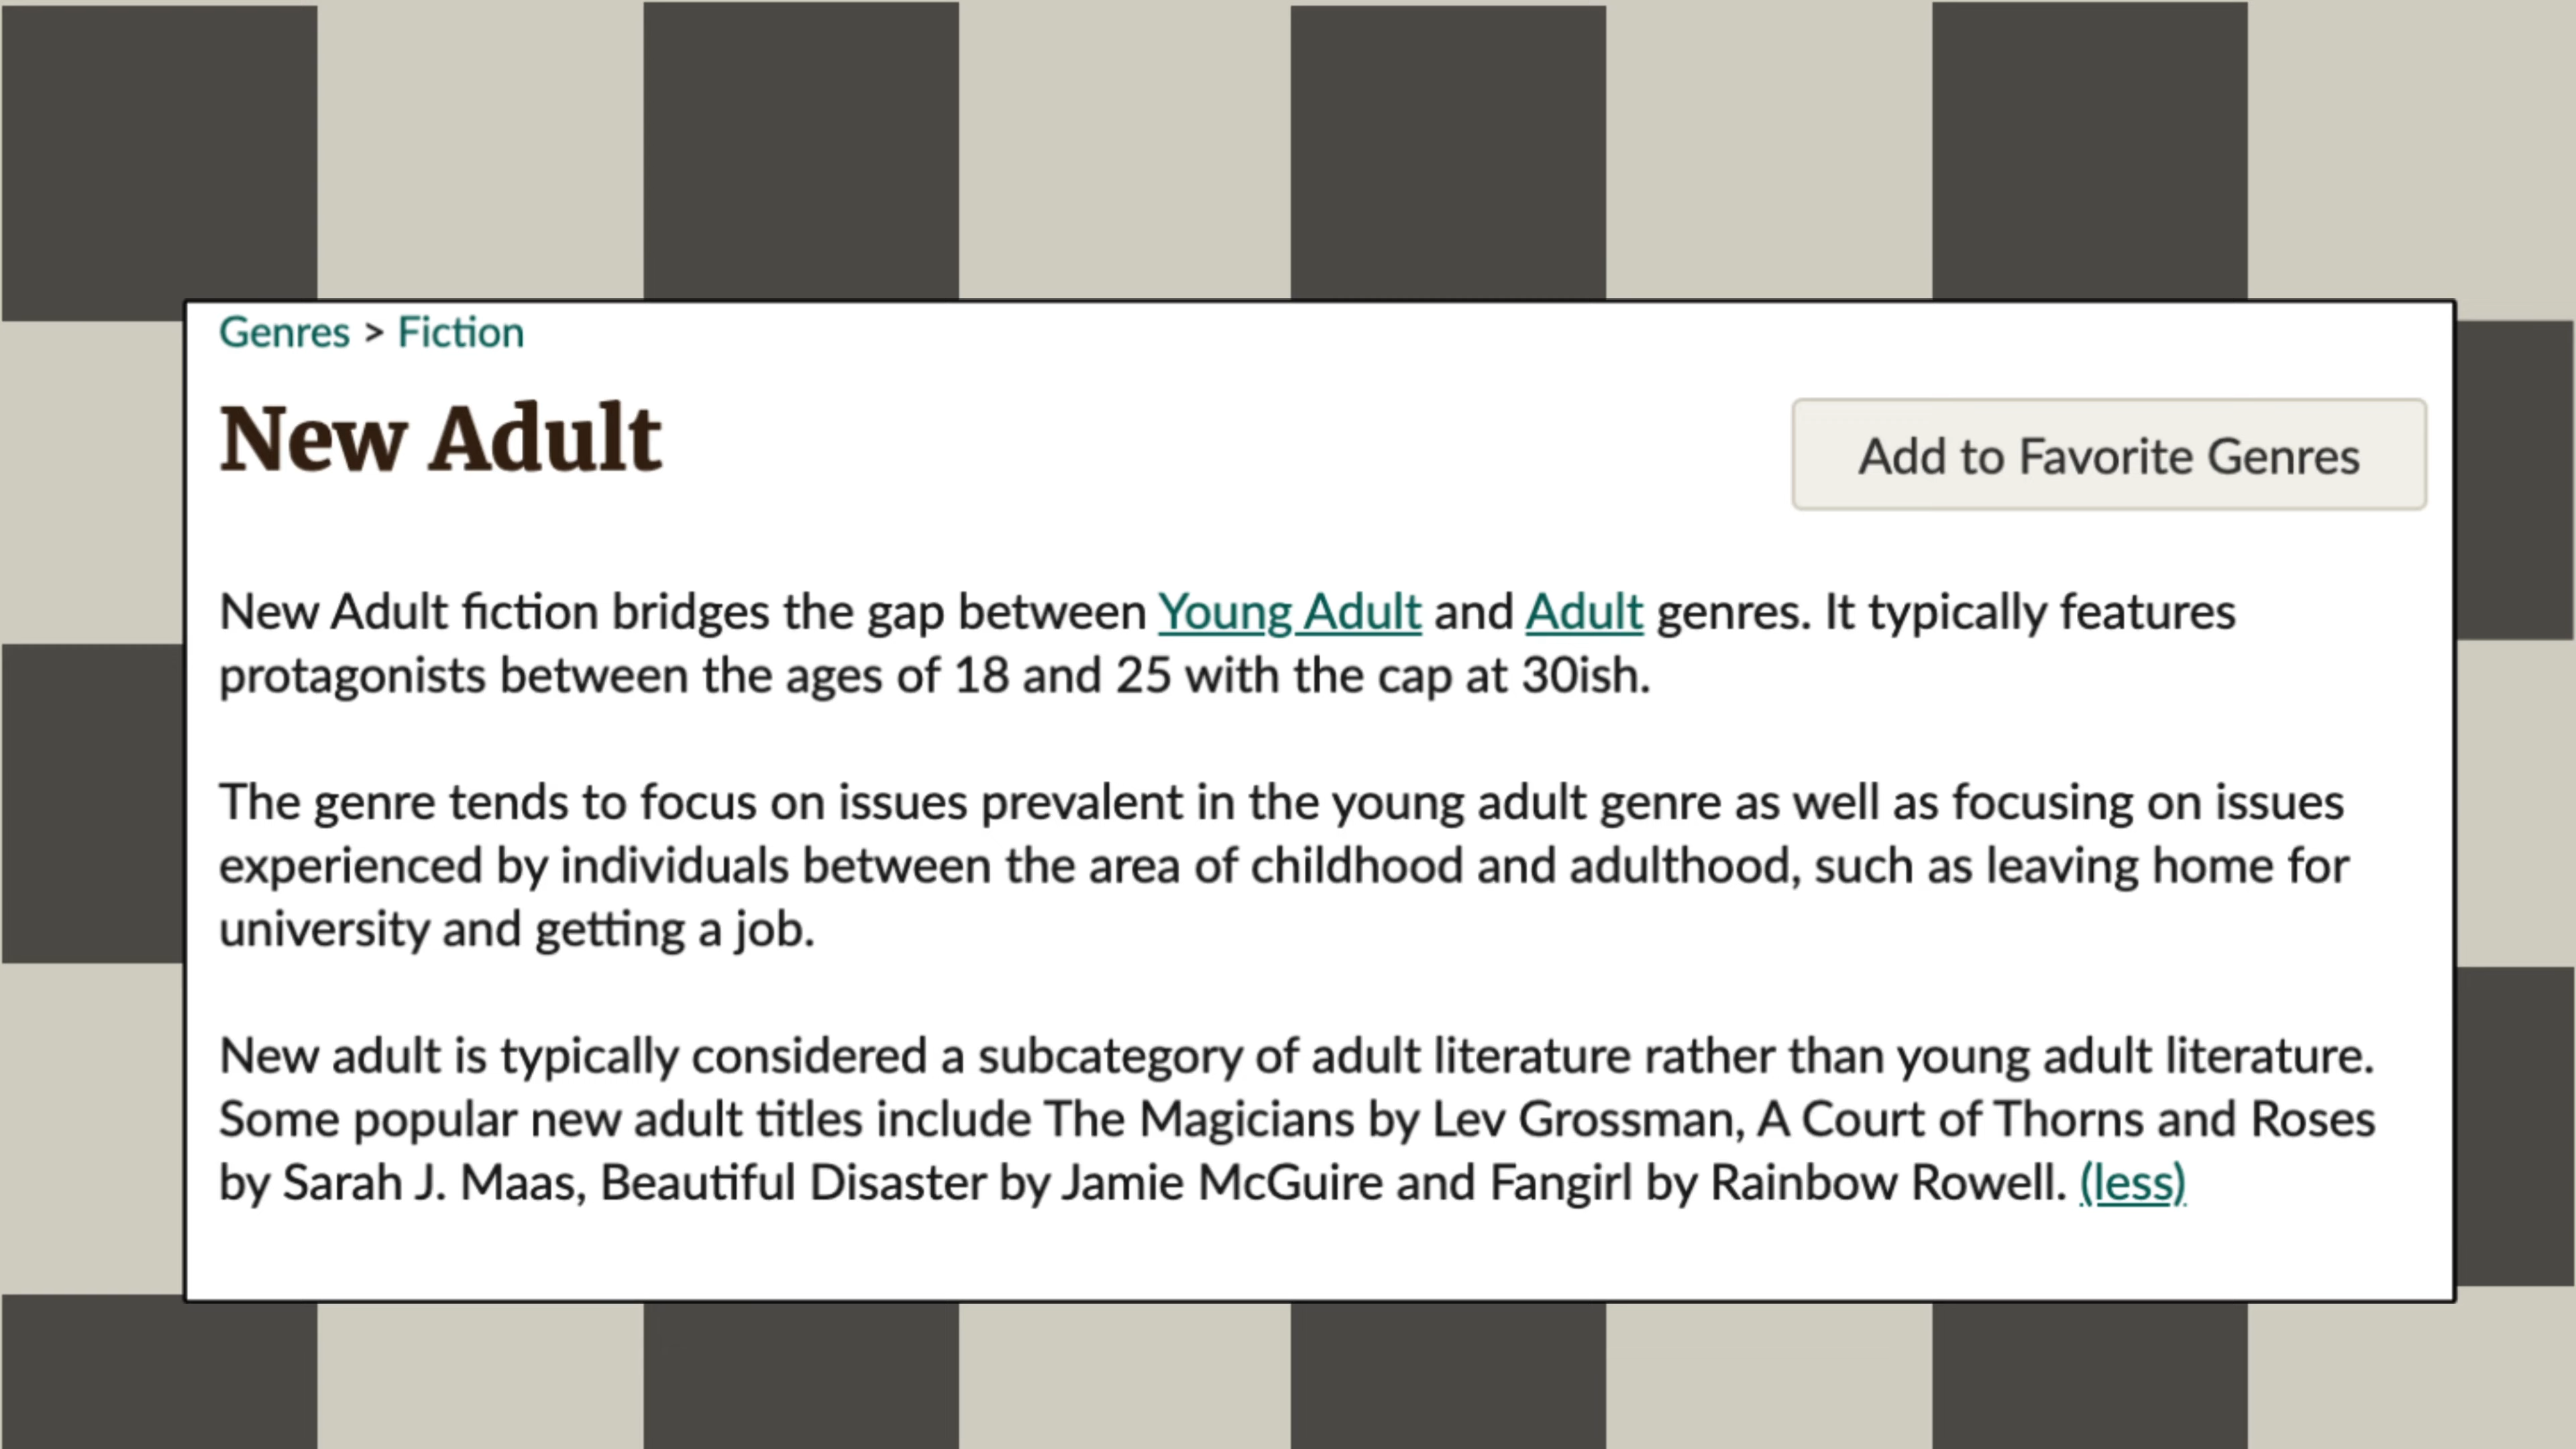 Genres > Fiction
New Adult
Add to Favorite Genres
New Adult fiction bridges the gap between Young Adult and Adult genres. It typically features
protagonists between the ages of 18 and 25 with the cap at 30ish.
The genre tends to focus on issues prevalent in the young adult genre as well as focusing on issues
experienced by individuals between the area of childhood and adulthood, such as leaving home for
university and getting a job.
New adult is typically considered a subcategory of adult literature rather than young adult literature.
Some popular new adult titles include The Magicians by Lev Grossman, A Court of Thorns and Roses
by Sarah J. Maas, Beautiful Disaster by Jamie McGuire and Fangirl by Rainbow Rowell. (less)